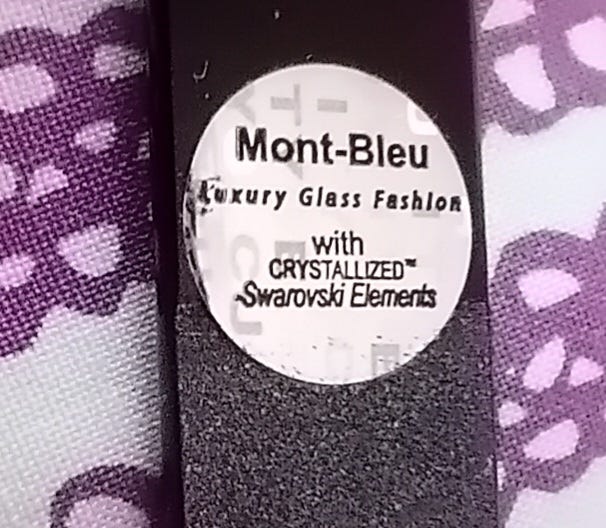 Mont-Bleu
Luxury Glass Fashion
with
CRYSTALLIZED™
Swarovski Elements